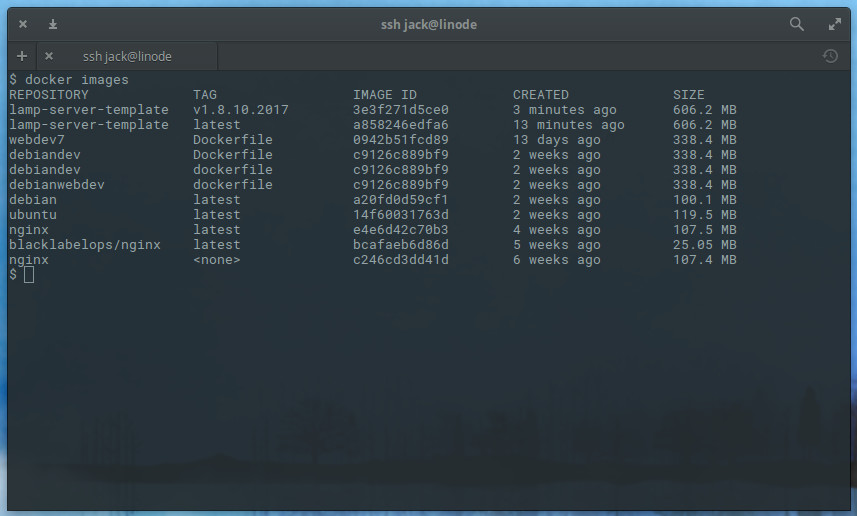 ssh jack@linode
ssh jack@linode
$ docker images
REPOSITORY TAG IMAGE ID CREATED SIZE
lamp-server-template v1.8.10.2017 3e3f271d5ce0 3 minutes ago 606.2 MB
lamp-server-template latest a858246edfa6 13 minutes ago 606.2 MB
webdev7 Dockerfile 0942b51fcd89 13 days ago 338.4 MB
debiandev Dockerfile c9126c889bf9 2 weeks ago 338.4 MB
debiandev dockerfile c9126c889bf9 2 weeks ago 338.4 MB
debianwebdev dockerfile c9126c889bf9 2 weeks ago 338.4 MB
debian latest a20fd0d59cf1 2 weeks ago 100.1 MB
ubuntu latest 14f60031763d 2 weeks ago 119.5 MB
nginx latest e4e6d42c70b3 4 weeks ago 107.5 MB
blacklabelops/nginx latest bcafaeb6d86d 5 weeks ago 25.05 MB
nginx <none> c246cd3dd41d 6 weeks ago 107.4 MB
$